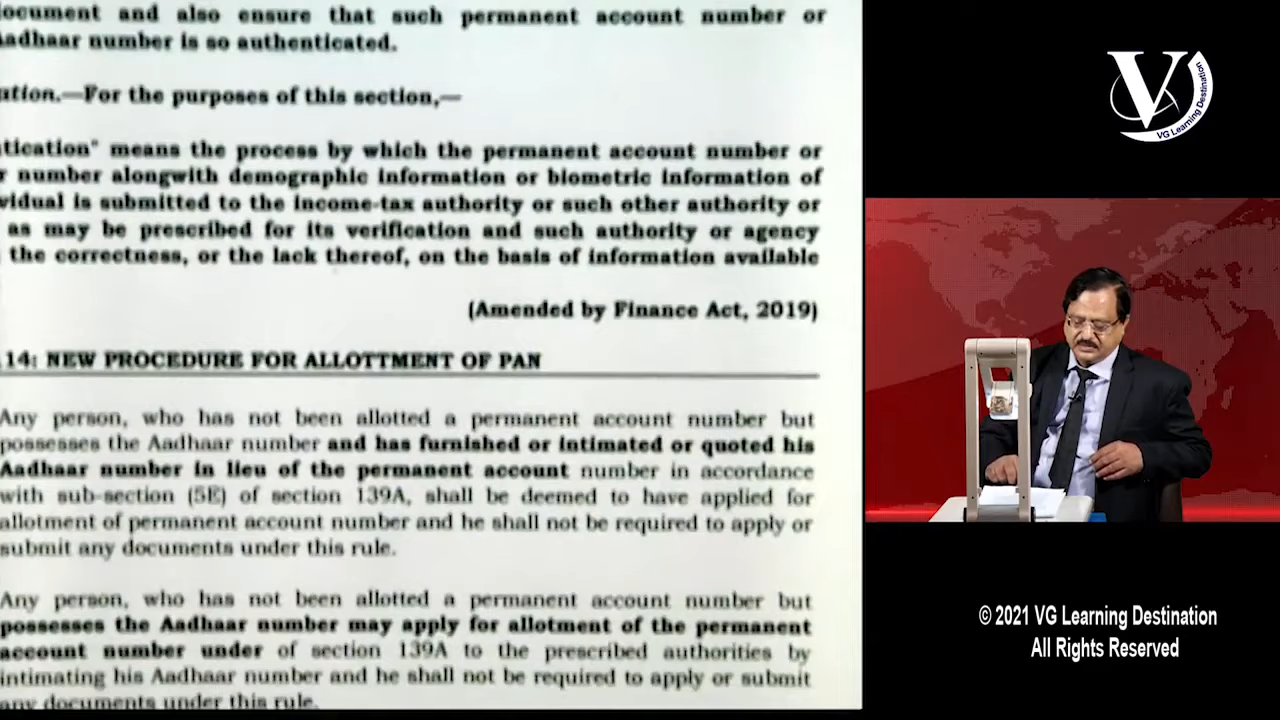 ocument and also ensure that such permanent account number or
Aadhaar number is so authenticated.
ation.—For the purposes of this section,—
tication" means the process by which the permanent account number or
r number alongwith demographic information or biometric information of
vidual is submitted to the income-tax authority or such other authority or
as may be prescribed for its verification and such authority or agency
the correctness, or the lack thereof, on the basis of information available
(Amended by Finance Act, 2019)
14: NEW PROCEDURE FOR ALLOTTMENT OF PAN
Any person, who has not been allotted a permanent account number but
possesses the Aadhaar number and has furnished or intimated or quoted his
Aadhaar number in lieu of the permanent account number in accordance
with sub-section (5E) of section 139A, shall be deemed to have applied for
allotment of permanent account number and he shall not be required to apply or
submit any documents under this rule.
Any person, who has not been allotted a permanent account number but
possesses the Aadhaar number may apply for allotment of the permanent
account number under of section 139A to the prescribed authorities by
intimating his Aadhaar number and he shall not be required to apply or submit
any documents under this rule.
V
VG Learning Destination
© 2021 VG Learning Destination
All Rights Reserved